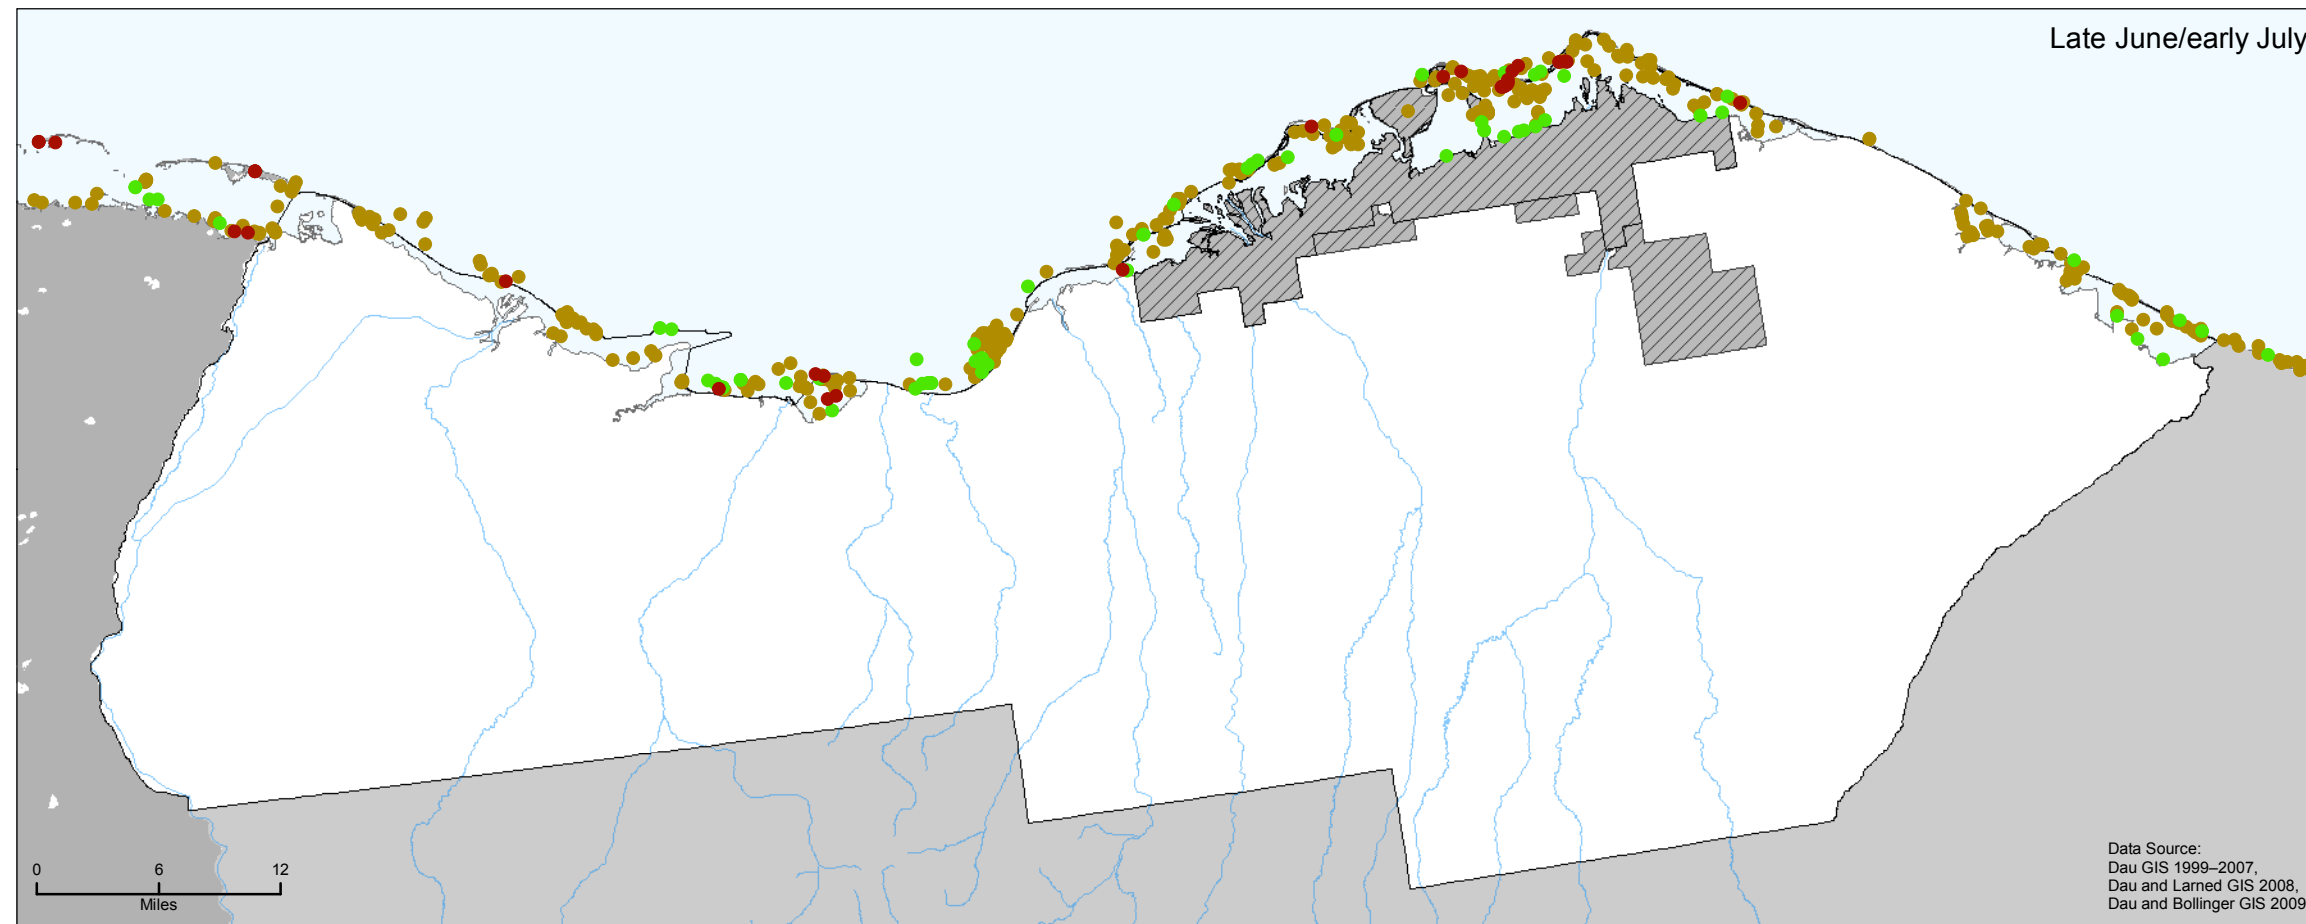 Late June/early July
0 6 12
Miles
Data Source:
Dau GIS 1999–2007,
Dau and Larned GIS 2008,
Dau and Bollinger GIS 2009